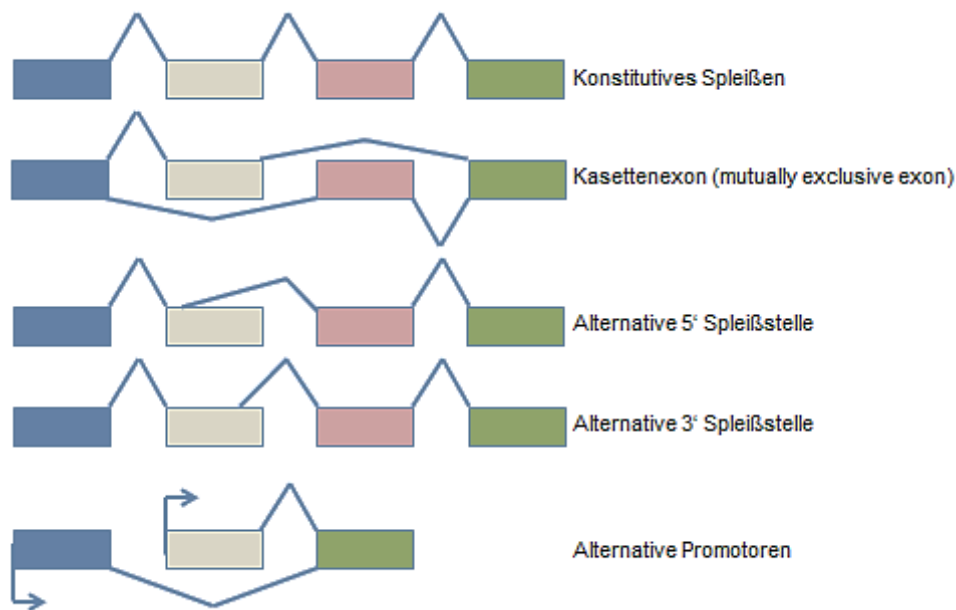 Konstitutives Spleißen
Kasettenexon (mutually exclusive exon)
Alternative 5‘ Spleißstelle
Alternative 3‘ Spleißstelle
Alternative Promotoren